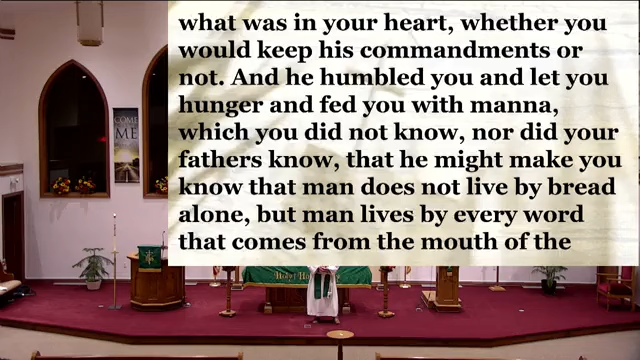 what was in your heart, whether you
would keep his commandments or
not. And he humbled you and let you
hunger and fed you with manna,
which you did not know, nor did your
fathers know, that he might make you
know that man does not live by bread
alone, but man lives by every word
that comes from the mouth of the
COME
ME